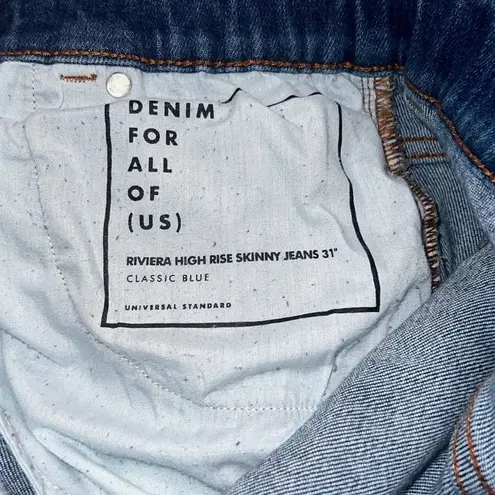 DENIM
FOR
ALL
OF
(US)
RIVIERA HIGH RISE SKINNY JEANS 31"
CLASSIC BLUE
UNIVERSAL STANDARD